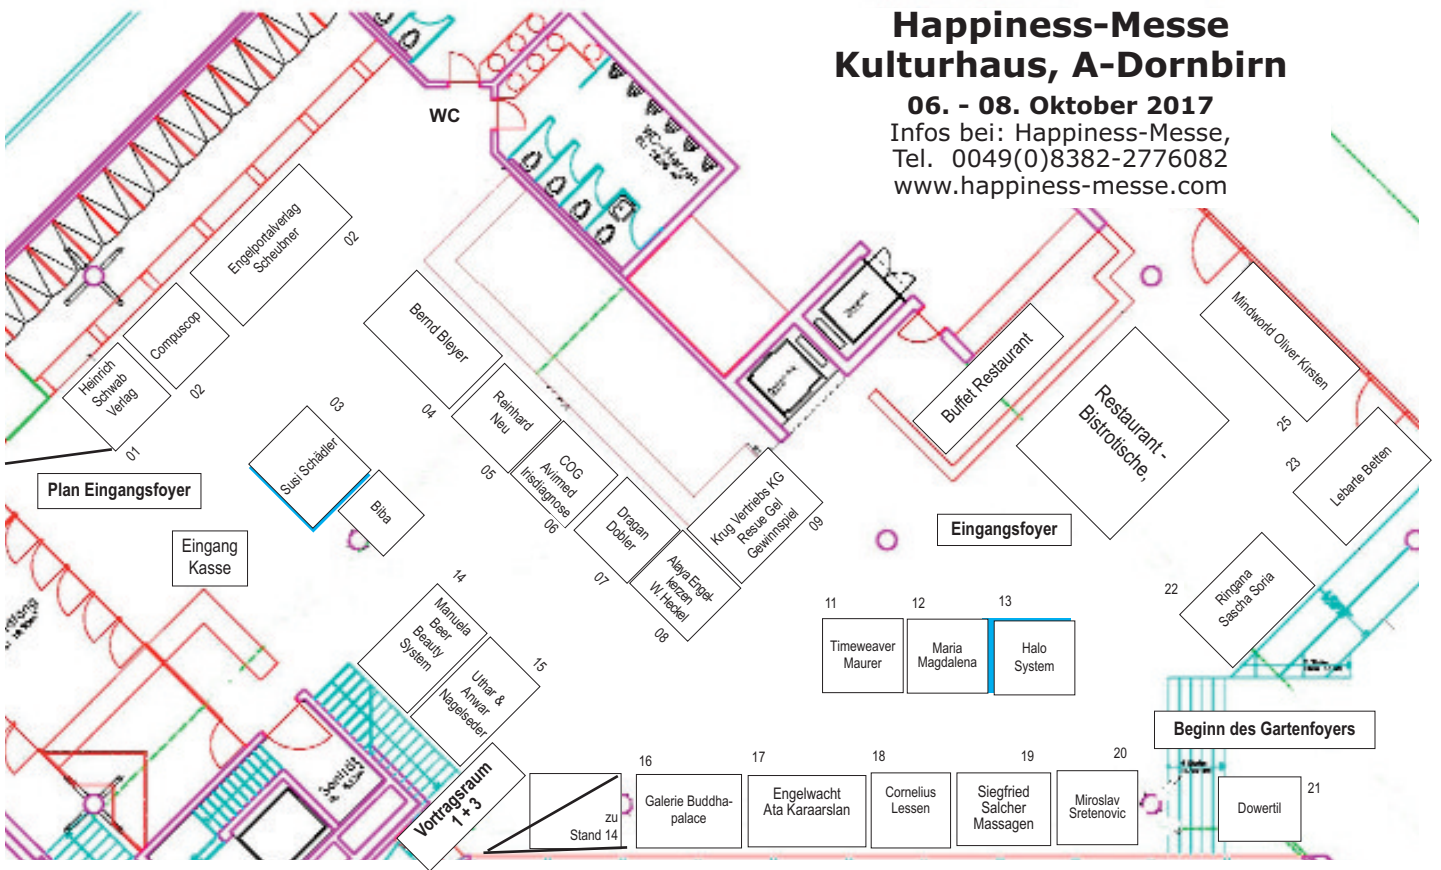 Happiness-Messe
Kulturhaus, A-Dornbirn
06. - 08. Oktober 2017
Infos bei: Happiness-Messe,
Tel. 0049(0)8382-2776082
www.happiness-messe.com
WC
WC-Herren
Engelportalverlag
Scheubner
02
Compuscop
02
Heinrich
Schwab
Verlag
01
Plan Eingangsfoyer
03
Susi Schädler
Biba
Eingang
Kasse
Bernd Bleyer
04
Reinhard
Neu
05
COG
Avirmed
Irisdiagnose
06
Dragan
Dobler
07
Alaya Engel-
kerzen
W. Heckel
08
Krug Vertriebs KG
Resue Gel
Gewinnspiel
09
Buffet Restaurant
Restaurant -
Bistrotische,
Eingangsfoyer
Mindworld Oliver Kirsten
25
23
Lebarte Betten
22
Ringana
Sascha Soria
11
Timeweaver
Maurer
12
Maria
Magdalena
13
Halo
System
14
Manuela
Beer
Beauty
System
15
Uthar &
Anwar
Nagelseder
Vortragsraum
1 + 3
zu
Stand 14
16
Galerie Buddha-
palace
17
Engelwacht
Ata Karaarslan
18
Cornelius
Lessen
19
Siegfried
Salcher
Massagen
20
Miroslav
Sretenovic
Beginn des Gartenfoyers
21
Dowertil